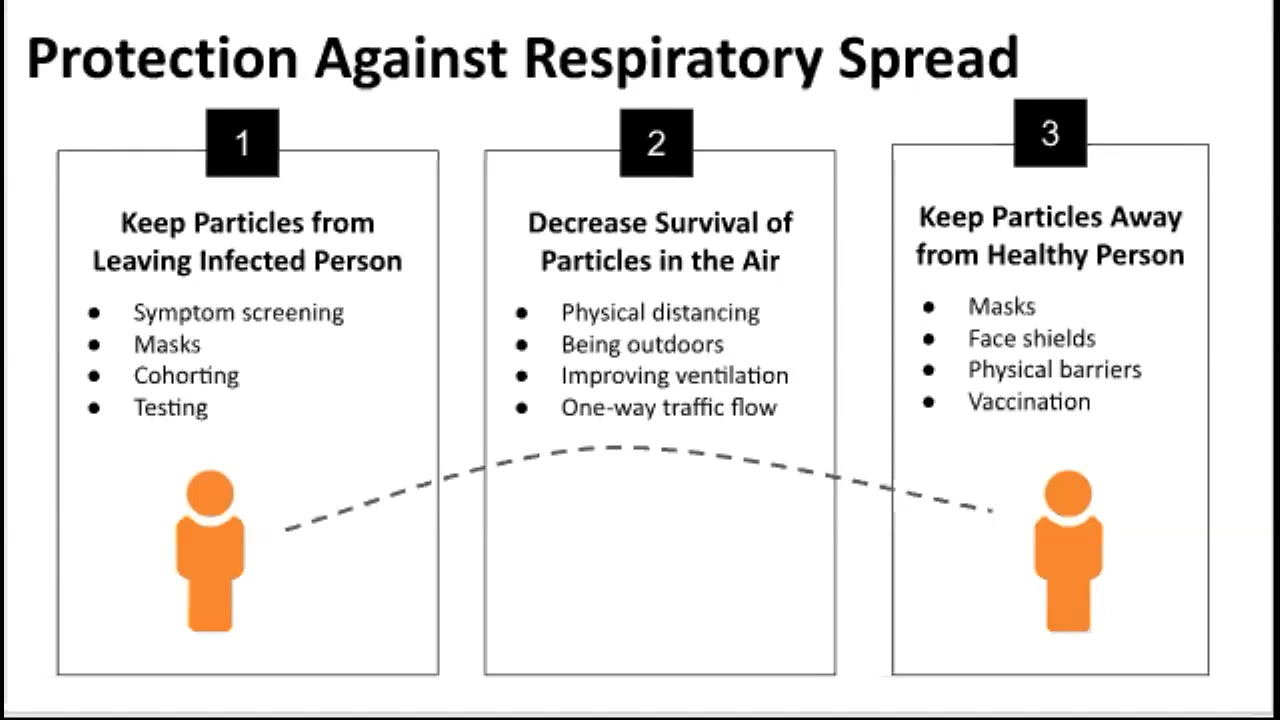 Protection Against Respiratory Spread
1
Keep Particles from
Leaving Infected Person
● Symptom screening
● Masks
● Cohorting
● Testing
2
Decrease Survival of
Particles in the Air
● Physical distancing
● Being outdoors
● Improving ventilation
● One-way traffic flow
3
Keep Particles Away
from Healthy Person
● Masks
● Face shields
● Physical barriers
● Vaccination